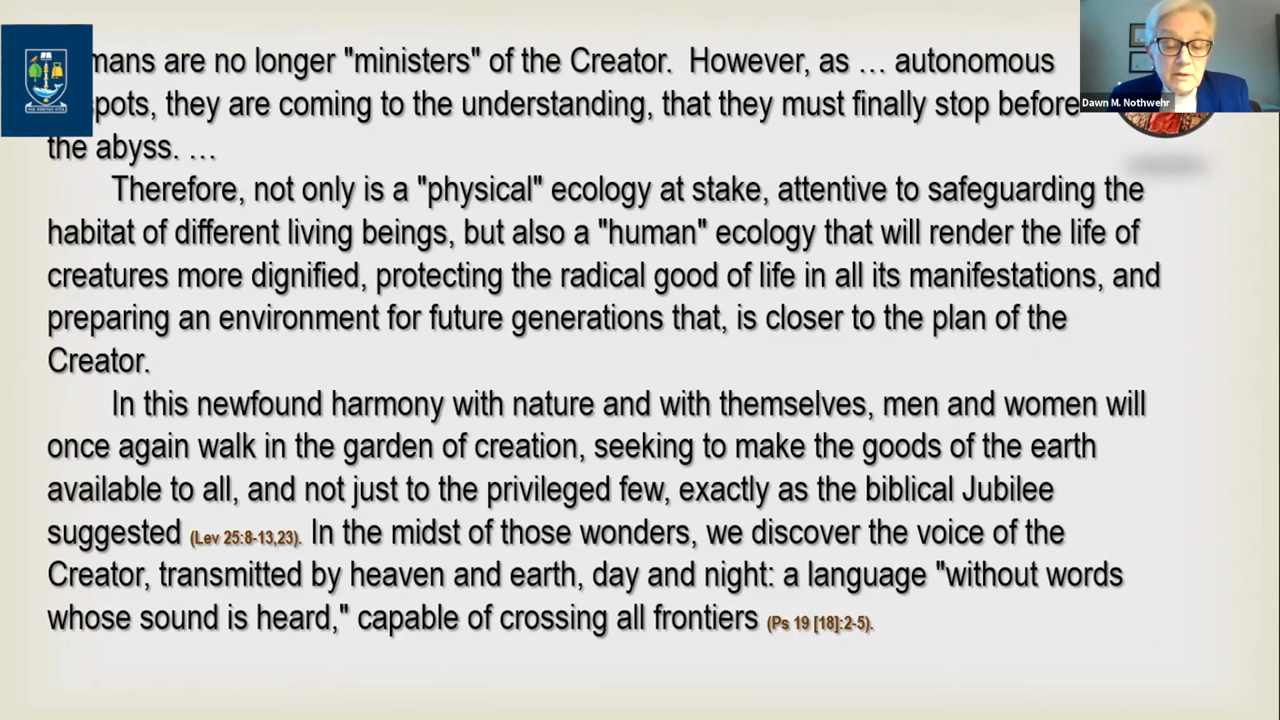 mans are no longer "ministers" of the Creator. However, as … autonomous
spots, they are coming to the understanding, that they must finally stop before
the abyss. …
Therefore, not only is a "physical" ecology at stake, attentive to safeguarding the
habitat of different living beings, but also a "human" ecology that will render the life of
creatures more dignified, protecting the radical good of life in all its manifestations, and
preparing an environment for future generations that, is closer to the plan of the
Creator.
In this newfound harmony with nature and with themselves, men and women will
once again walk in the garden of creation, seeking to make the goods of the earth
available to all, and not just to the privileged few, exactly as the biblical Jubilee
suggested (Lev 25:8-13,23). In the midst of those wonders, we discover the voice of the
Creator, transmitted by heaven and earth, day and night: a language "without words
whose sound is heard," capable of crossing all frontiers (Ps 19 [18]:2-5).
Dawn M. Nothwehr
VIA VERITAS VITA